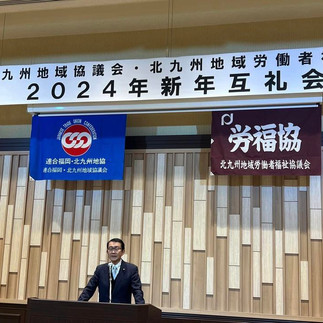 九州地域協議会・北九州地域労働者福
2024年新年互礼会
連合福岡・北九州地協
連合福岡・北九州地域協議会
労福協
北九州地域労働者福祉協議会